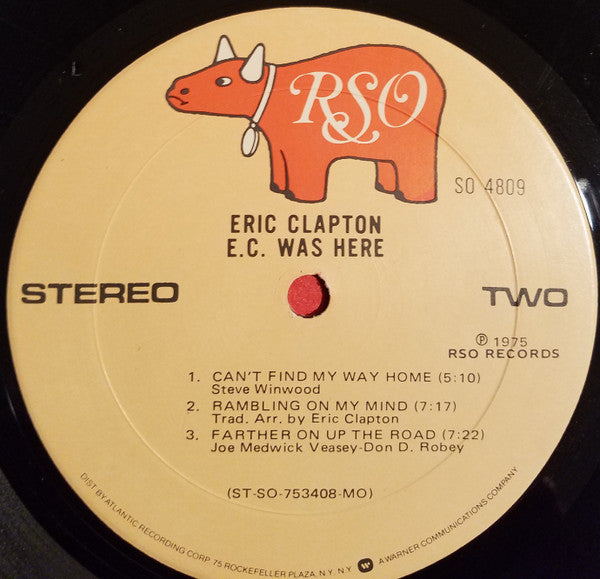 RSO
SO 4809
ERIC CLAPTON
E.C. WAS HERE
STEREO
TWO
℗ 1975
RSO RECORDS
1. CAN'T FIND MY WAY HOME (5:10)
Steve Winwood
2. RAMBLING ON MY MIND (7:17)
Trad. Arr. by Eric Clapton
3. FARTHER ON UP THE ROAD (7:22)
Joe Medwick Veasey-Don D. Robey
(ST-SO-753408-MO)
DIST BY ATLANTIC RECORDING CORP. 75 ROCKEFELLER PLAZA, N.Y. N.Y. W A WARNER COMMUNICATIONS COMPANY